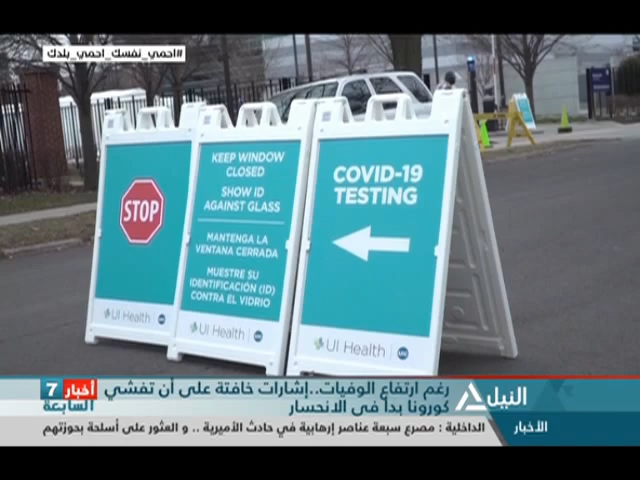 #احمي_نفسك_احمي_بلدك
STOP
UI Health
KEEP WINDOW
CLOSED
SHOW ID
AGAINST GLASS
MANTENGA LA
VENTANA CERRADA
MUESTRE SU
IDENTIFICACIÓN (ID)
CONTRA EL VIDRIO
UI Health
COVID-19
TESTING
UI Health
أخبار 7
السابعة
رغم ارتفاع الوفيات..إشارات خافتة على أن تفشي
كورونا بدأ فى الانحسار
النيل
الأخبار
الداخلية : مصرع سبعة عناصر إرهابية في حادث الأميرية .. و العثور على أسلحة بحوزتهم